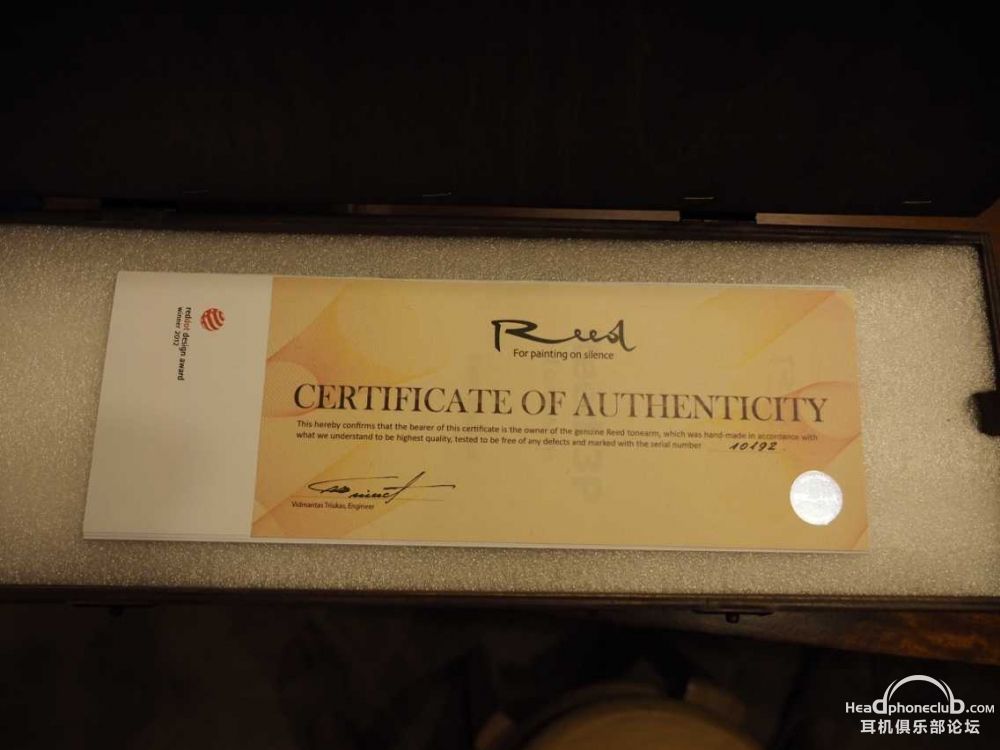 reddot design award
winner 2012
Reed
For painting on silence
CERTIFICATE OF AUTHENTICITY
This hereby confirms that the bearer of this certificate is the owner of the genuine Reed tonearm, which was hand-made in accordance with
what we understand to be highest quality, tested to be free of any defects and marked with the serial number 10192.
Vidmantas Triukas, Engineer
HeadphoneclubD.com
耳机俱乐部论坛